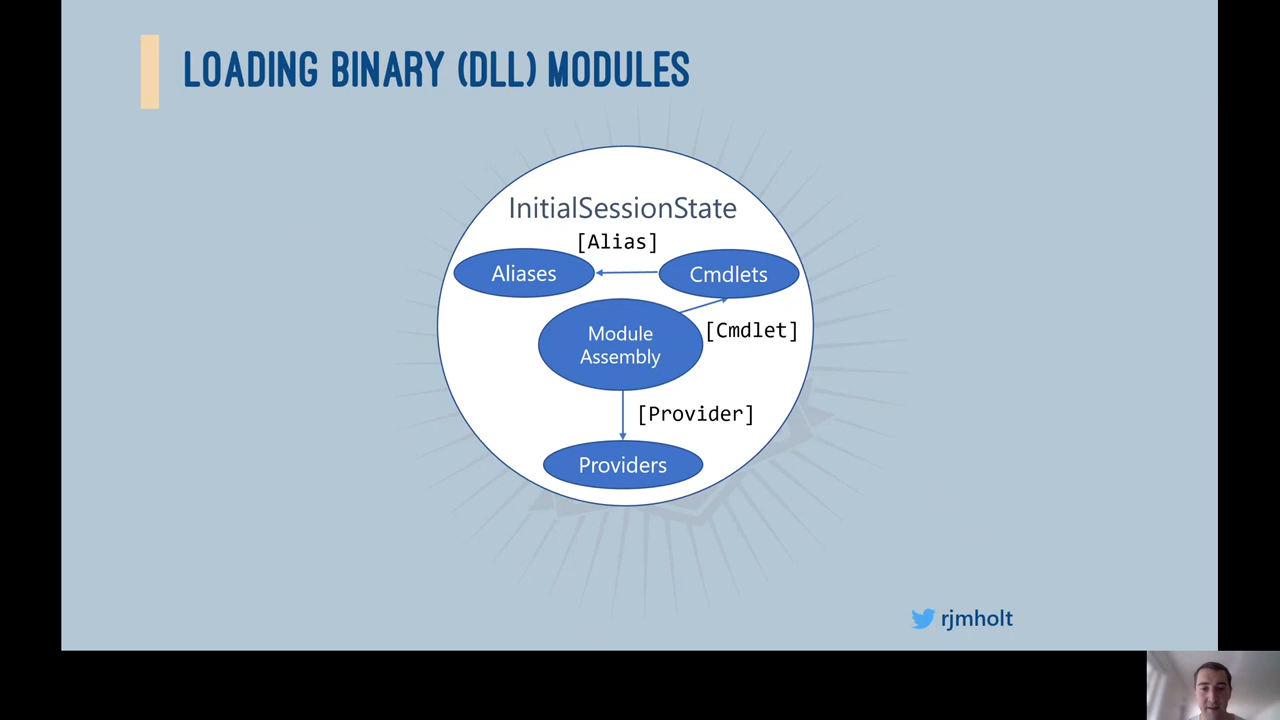 LOADING BINARY (DLL) MODULES
InitialSessionState
[Alias]
Aliases
Cmdlets
Module
Assembly
[Cmdlet]
[Provider]
Providers
rjmholt